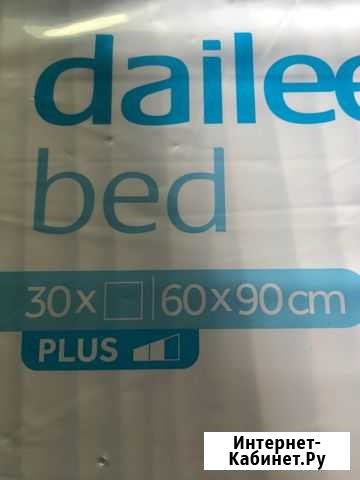 dailee
bed
30x 60x90cm
PLUS
Интернет-
Кабинет.Ру